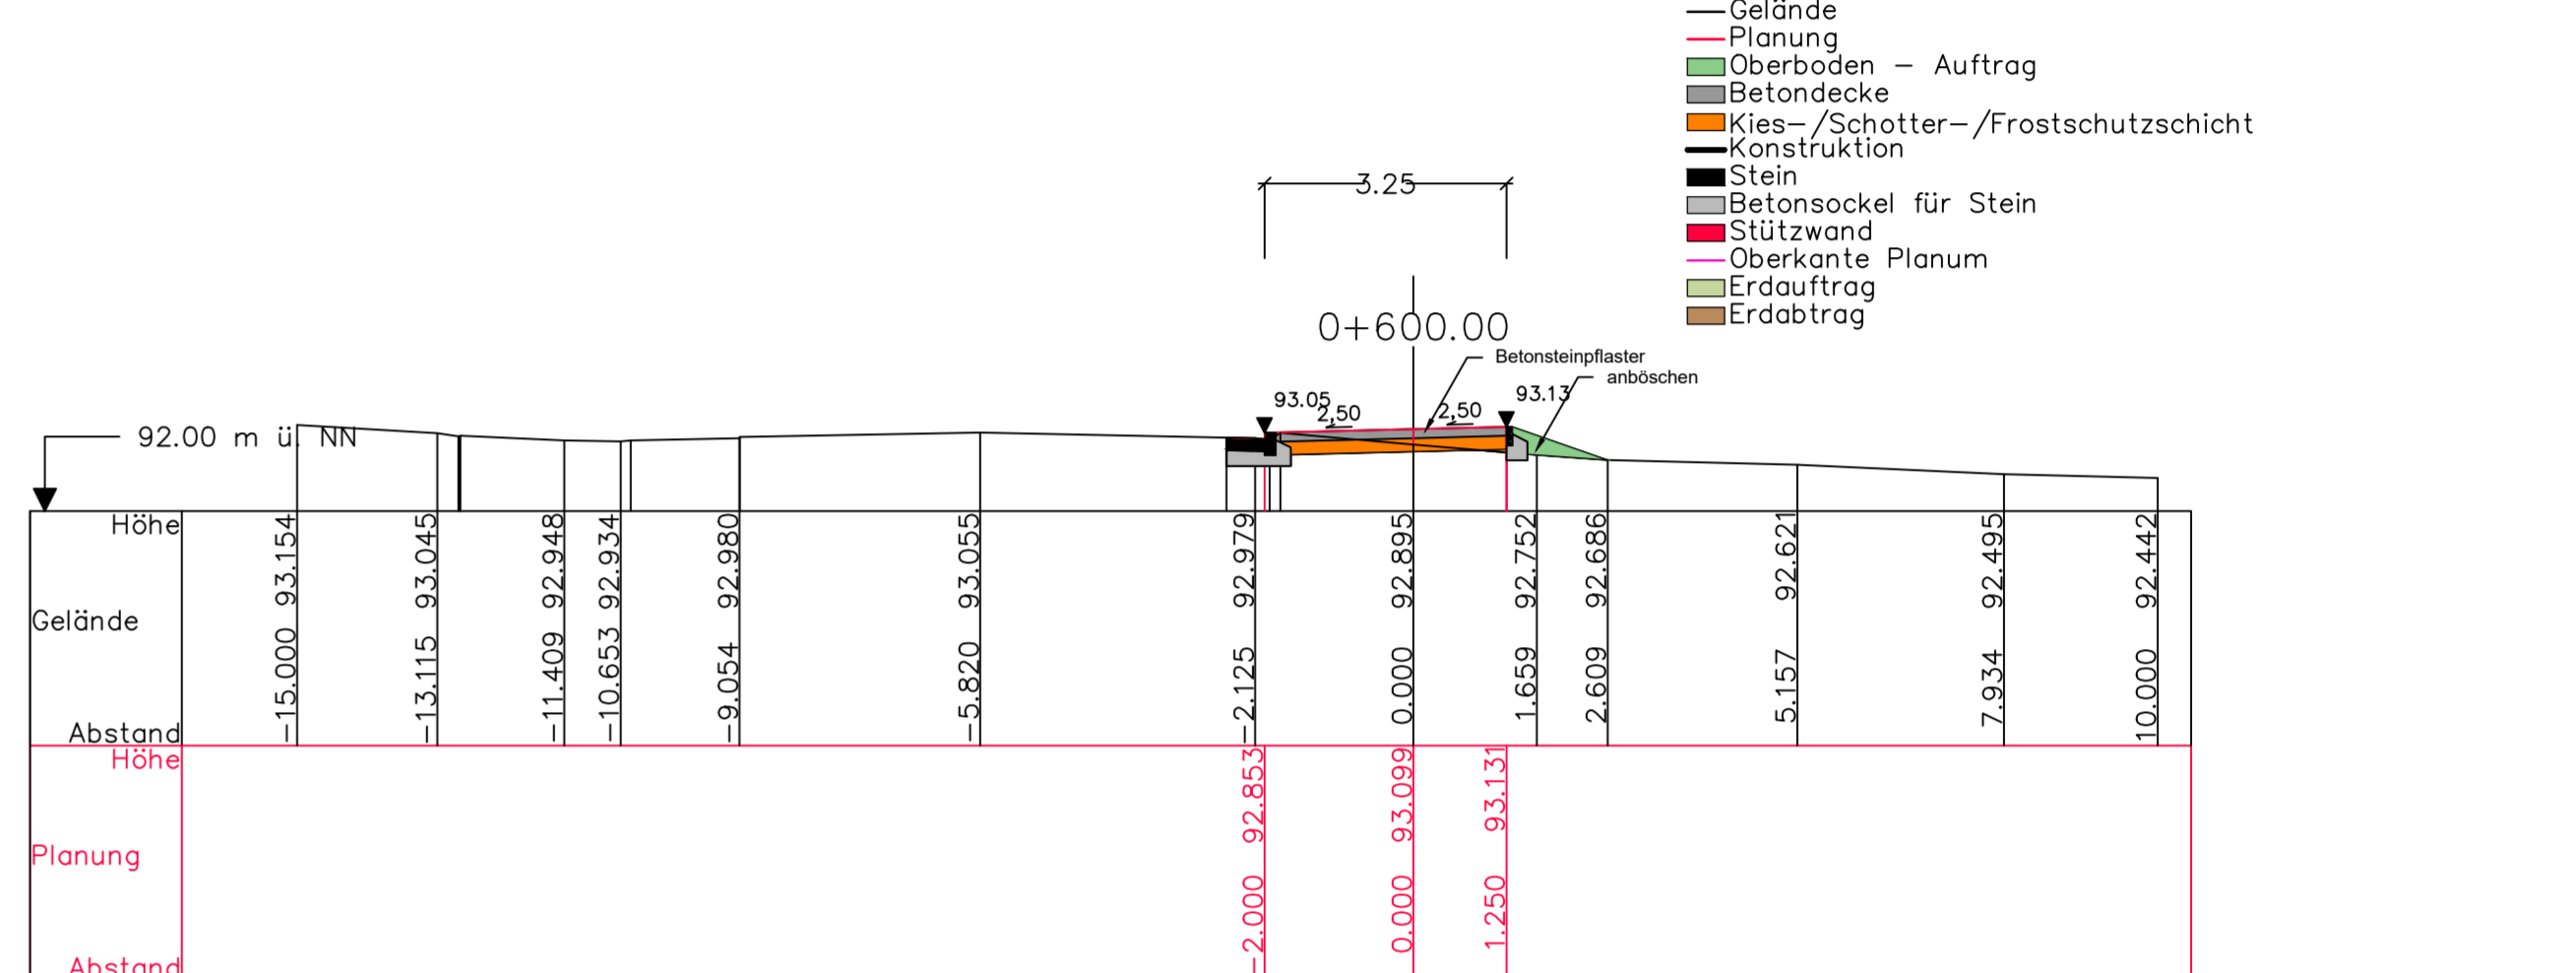 Gelände
Planung
Oberboden - Auftrag
Betondecke
Kies-/Schotter-/Frostschutzschicht
Konstruktion
Stein
Betonsockel für Stein
Stützwand
Oberkante Planum
Erdauftrag
Erdabtrag
3.25
0+600.00
Betonsteinpflaster
anböschen
93.05
2,50
2,50
93.13
92.00 m ü. NN
Höhe
93.154
93.045
92.948
92.934
92.980
93.055
92.979
92.895
92.752
92.686
92.621
92.495
92.442
Gelände
Abstand
-15.000
-13.115
-11.409
-10.653
-9.054
-5.820
-2.125
0.000
1.659
2.609
5.157
7.934
10.000
Höhe
92.853
93.099
93.131
Planung
Abstand
-2.000
0.000
1.250